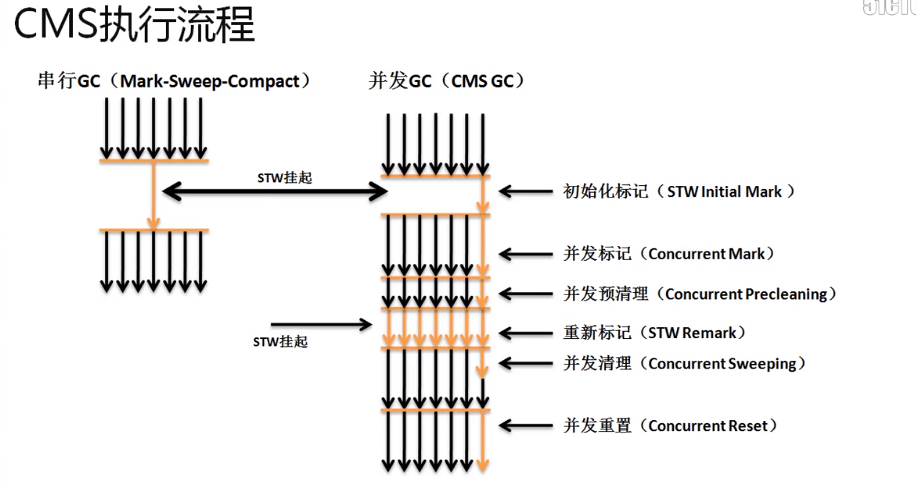 CMS执行流程
串行GC（Mark-Sweep-Compact）
并发GC（CMS GC）
STW挂起
初始化标记（STW Initial Mark ）
并发标记（Concurrent Mark）
并发预清理（Concurrent Precleaning）
STW挂起
重新标记（STW Remark）
并发清理（Concurrent Sweeping）
并发重置（Concurrent Reset）